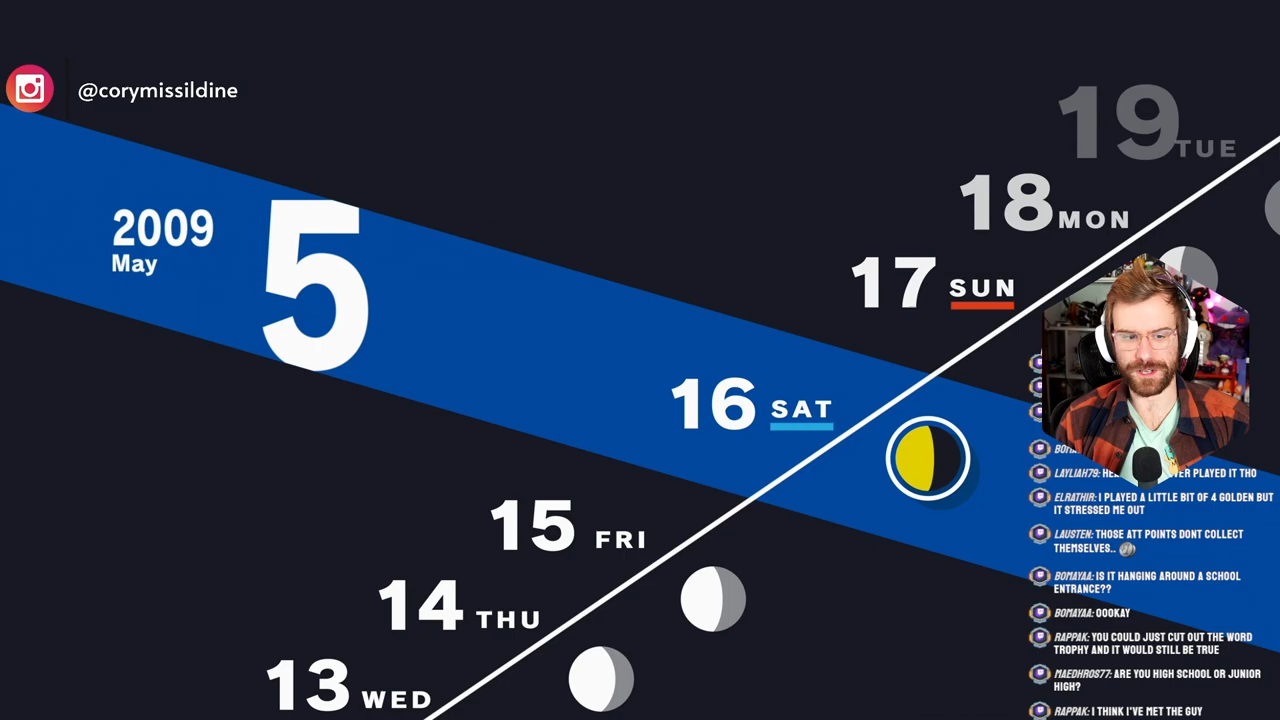 @corymissildine
19 TUE
18 MON
2009
May
5
17 SUN
16 SAT
15 FRI
14 THU
13 WED
LAYLIAH79:
VER PLAYED IT THO
ELRATHIR: I PLAYED A LITTLE BIT OF 4 GOLDEN BUT
IT STRESSED ME OUT
LAUSTEN: THOSE ATT POINTS DONT COLLECT
THEMSELVES..
BOMAYAA: IS IT HANGING AROUND A SCHOOL
ENTRANCE??
BOMAYAA: OOOKAY
RAPPAK: YOU COULD JUST CUT OUT THE WORD
TROPHY AND IT WOULD STILL BE TRUE
MAEDHROS77: ARE YOU HIGH SCHOOL OR JUNIOR
HIGH?
RAPPAK: I THINK I'VE MET THE GUY